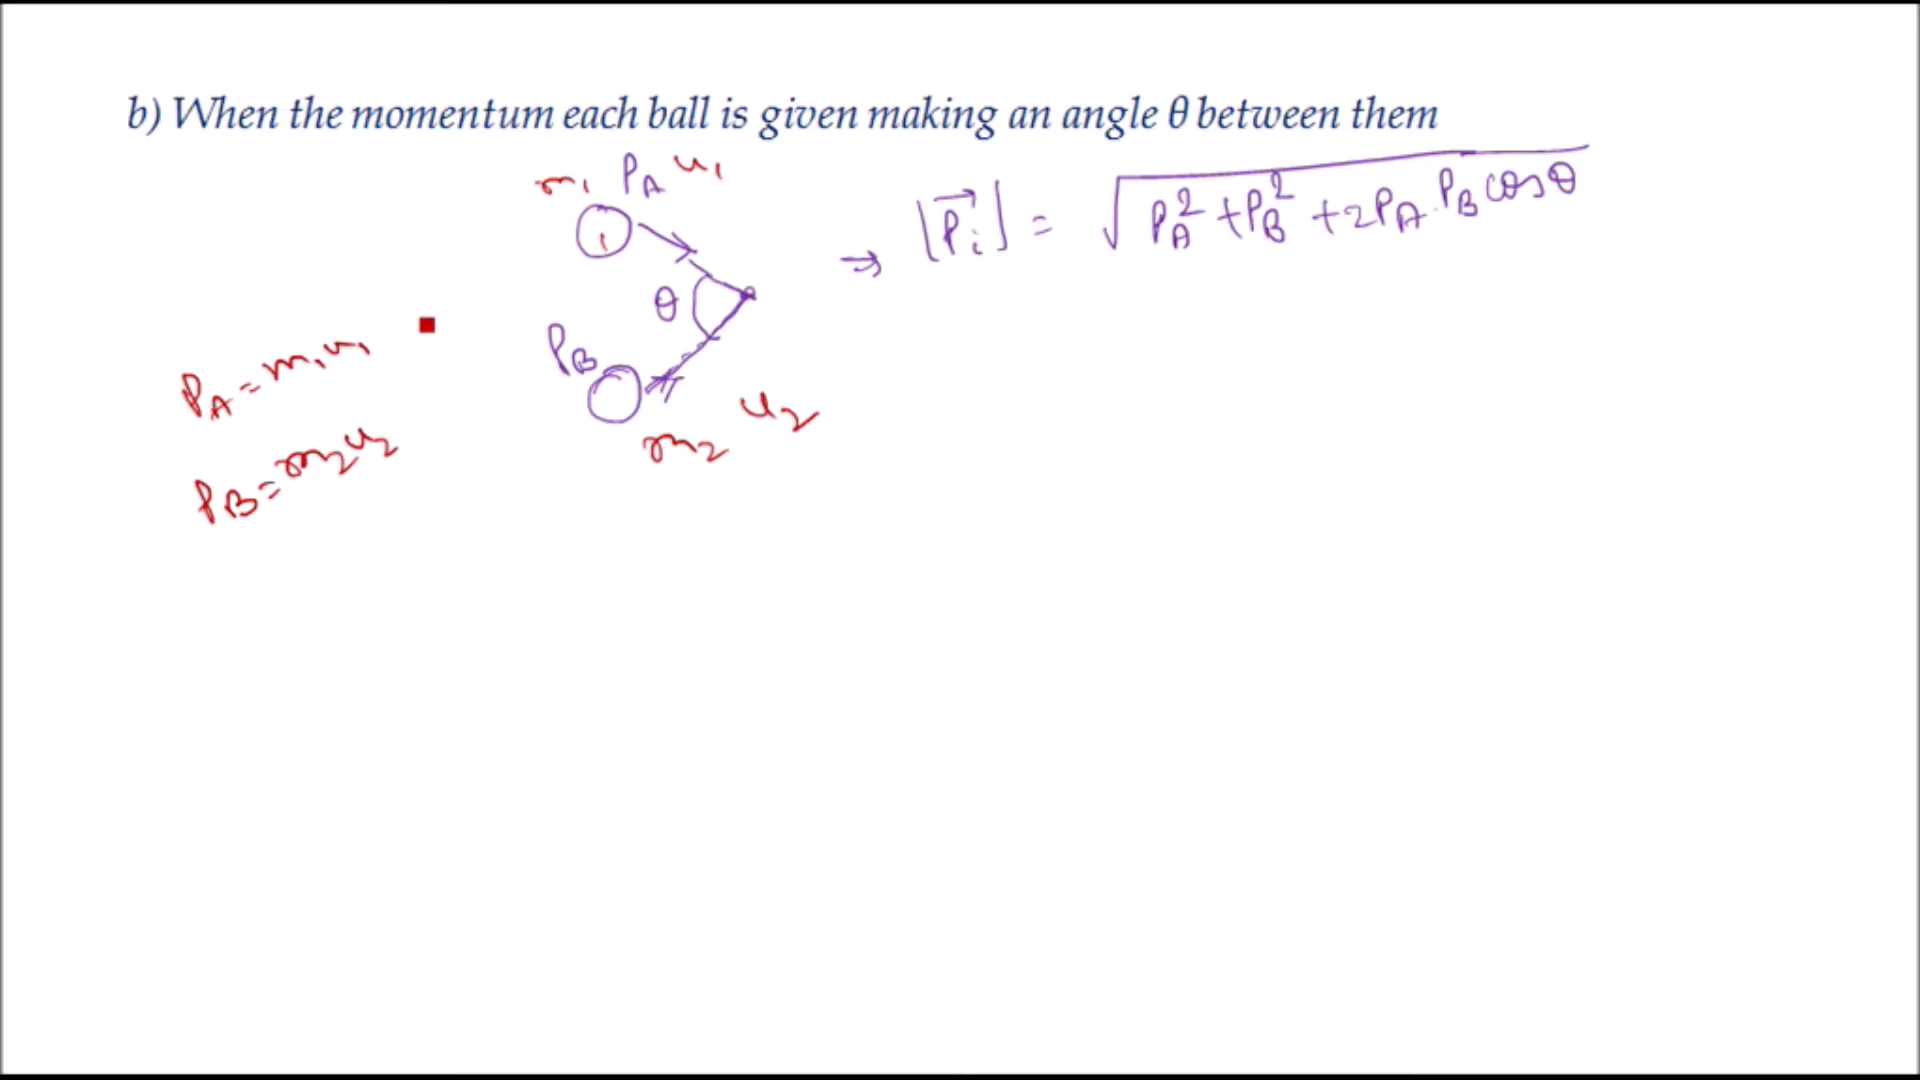 b) When the momentum each ball is given making an angle θ between them
m₁ P_A u₁
1
|P⃗ᵢ| = √(P_A² + P_B² + 2P_A . P_B cosθ)
⇒
θ
P_B
m₂ u₂
P_A = m₁u₁
P_B = m₂u₂